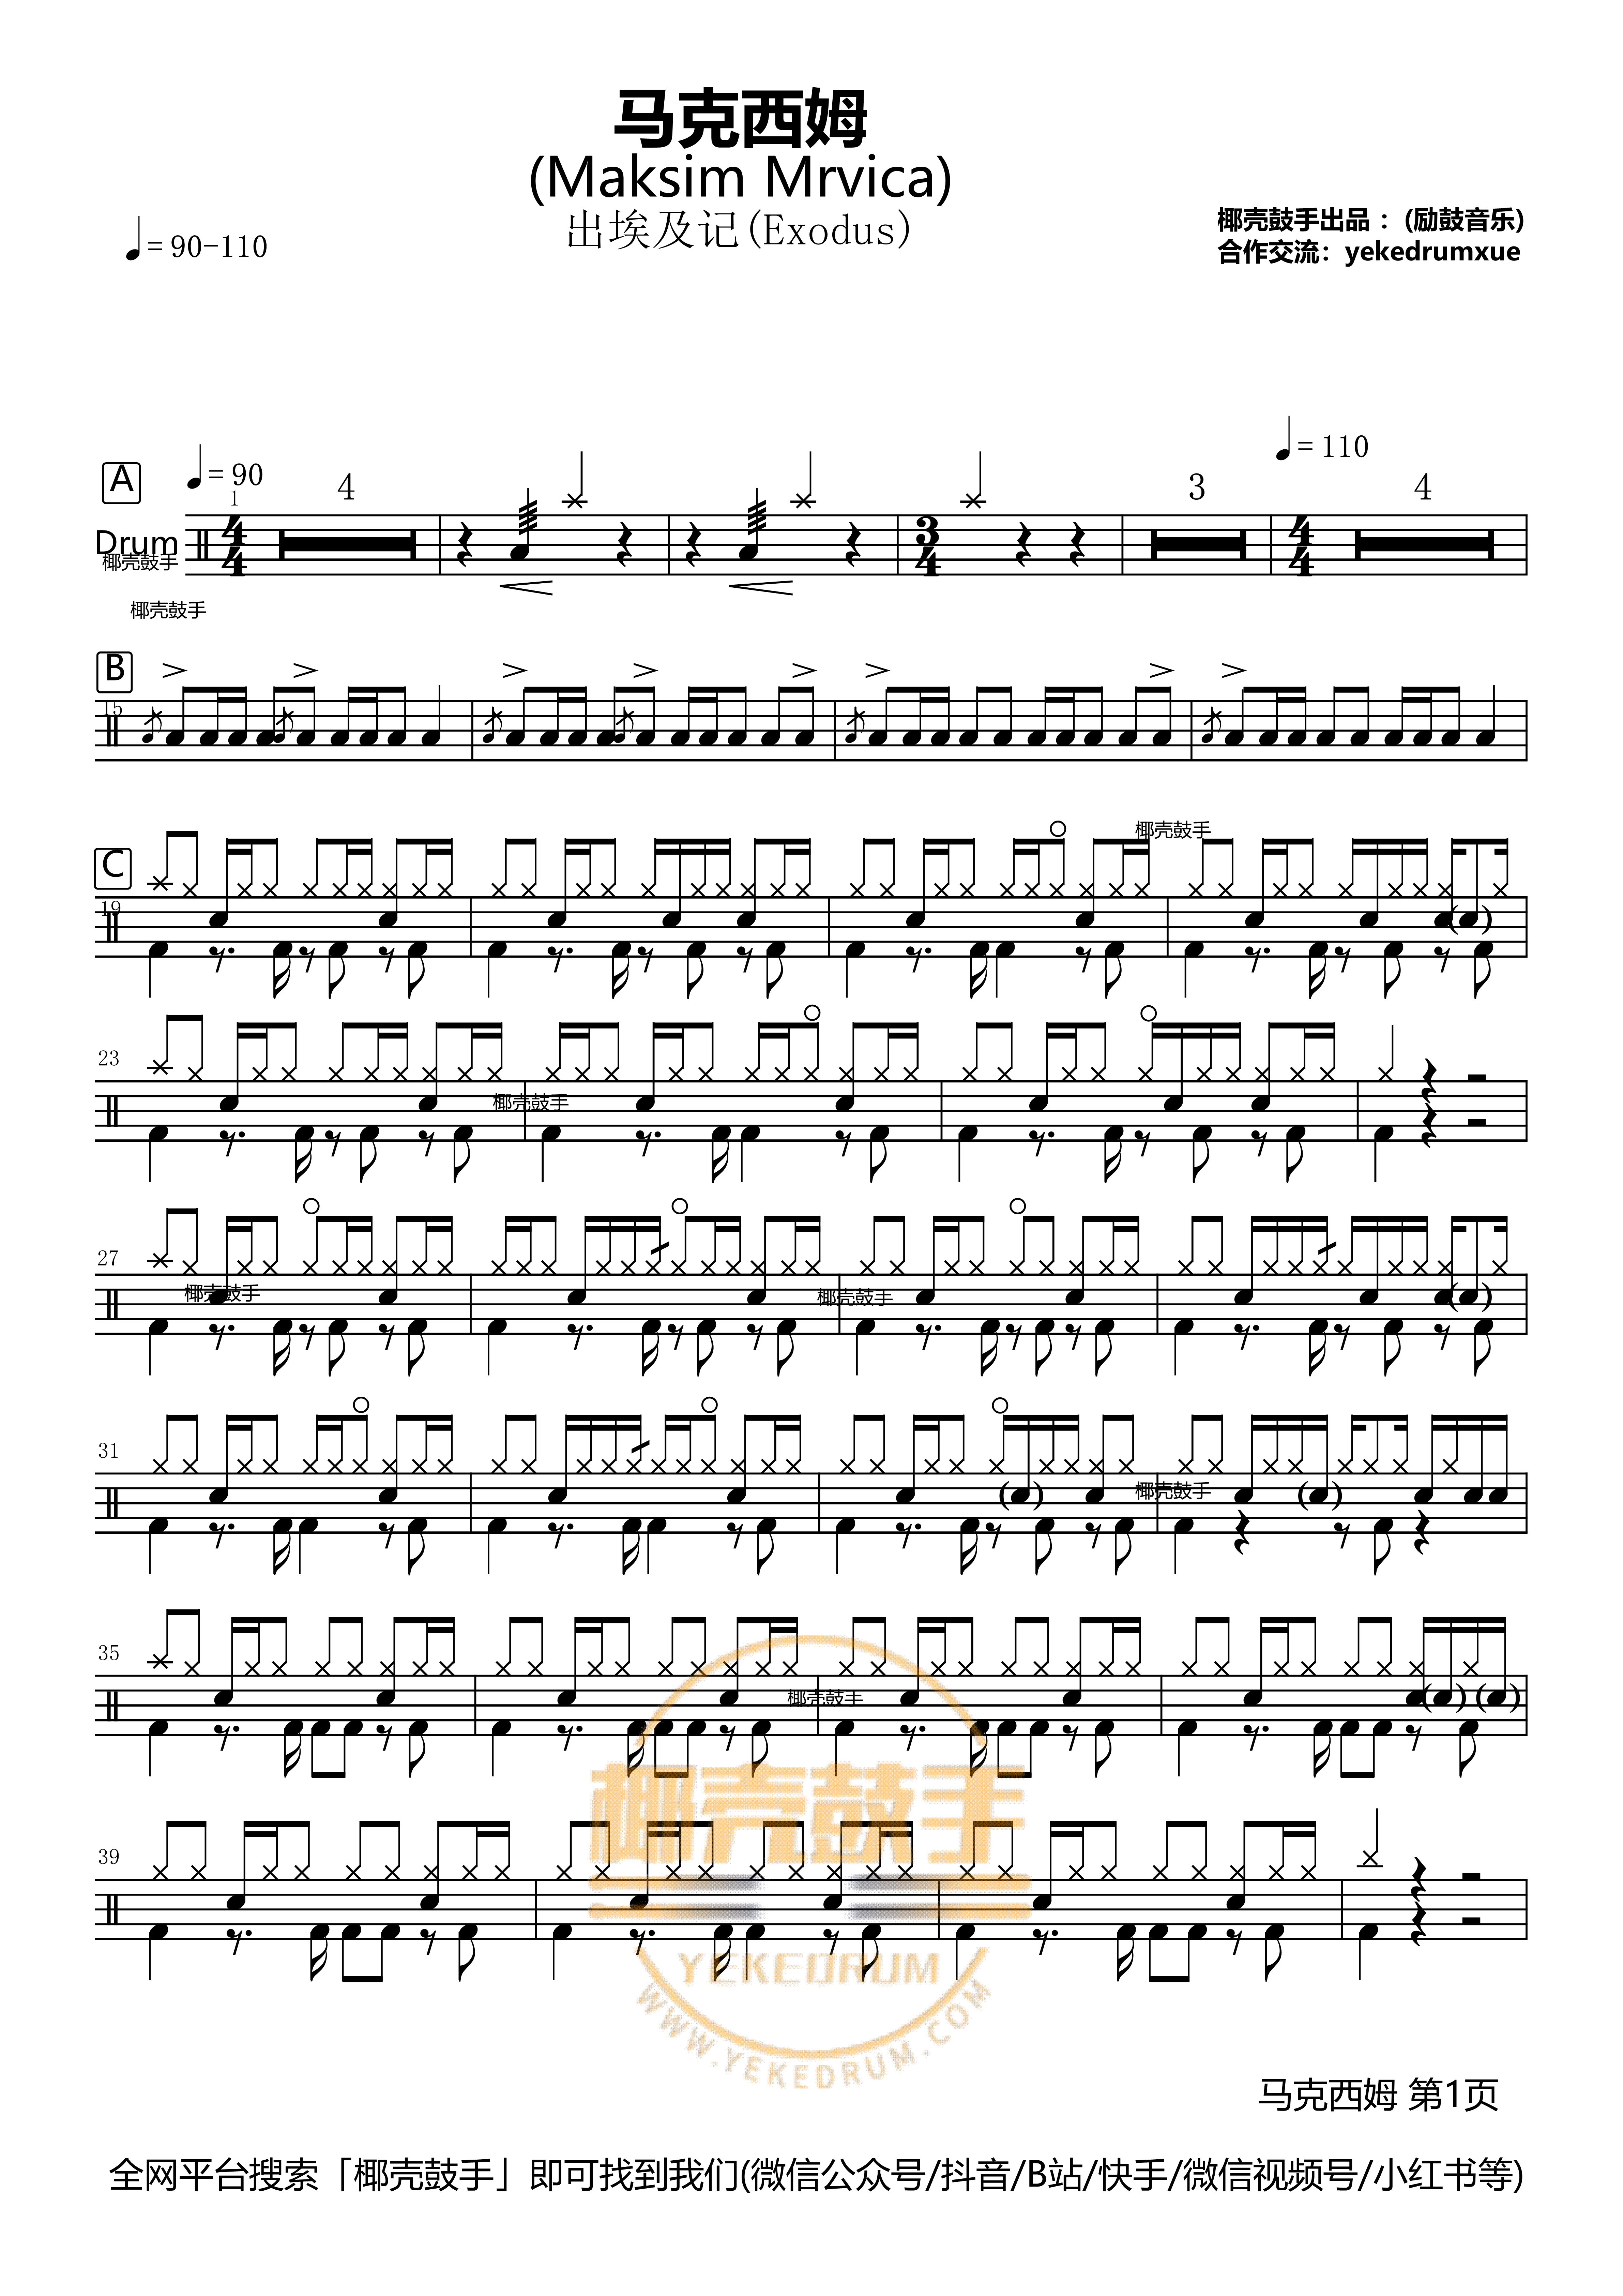 马克西姆
(Maksim Mrvica)
出埃及记(Exodus)
= 90-110
椰壳鼓手出品 ：(励鼓音乐)
合作交流：yekedrumxue
A
= 90
= 110
1
4
3
4
Drum
4
4
3
4
4
4
椰壳鼓手
椰壳鼓手
B
15
C
椰壳鼓手
19
23
椰壳鼓手
27
椰壳鼓手
椰壳鼓手
31
椰壳鼓手
35
椰壳鼓手
39
椰壳鼓手
YEKEDRUM
WWW.YEKEDRUM.COM
马克西姆 第1页
全网平台搜索「椰壳鼓手」即可找到我们(微信公众号/抖音/B站/快手/微信视频号/小红书等)